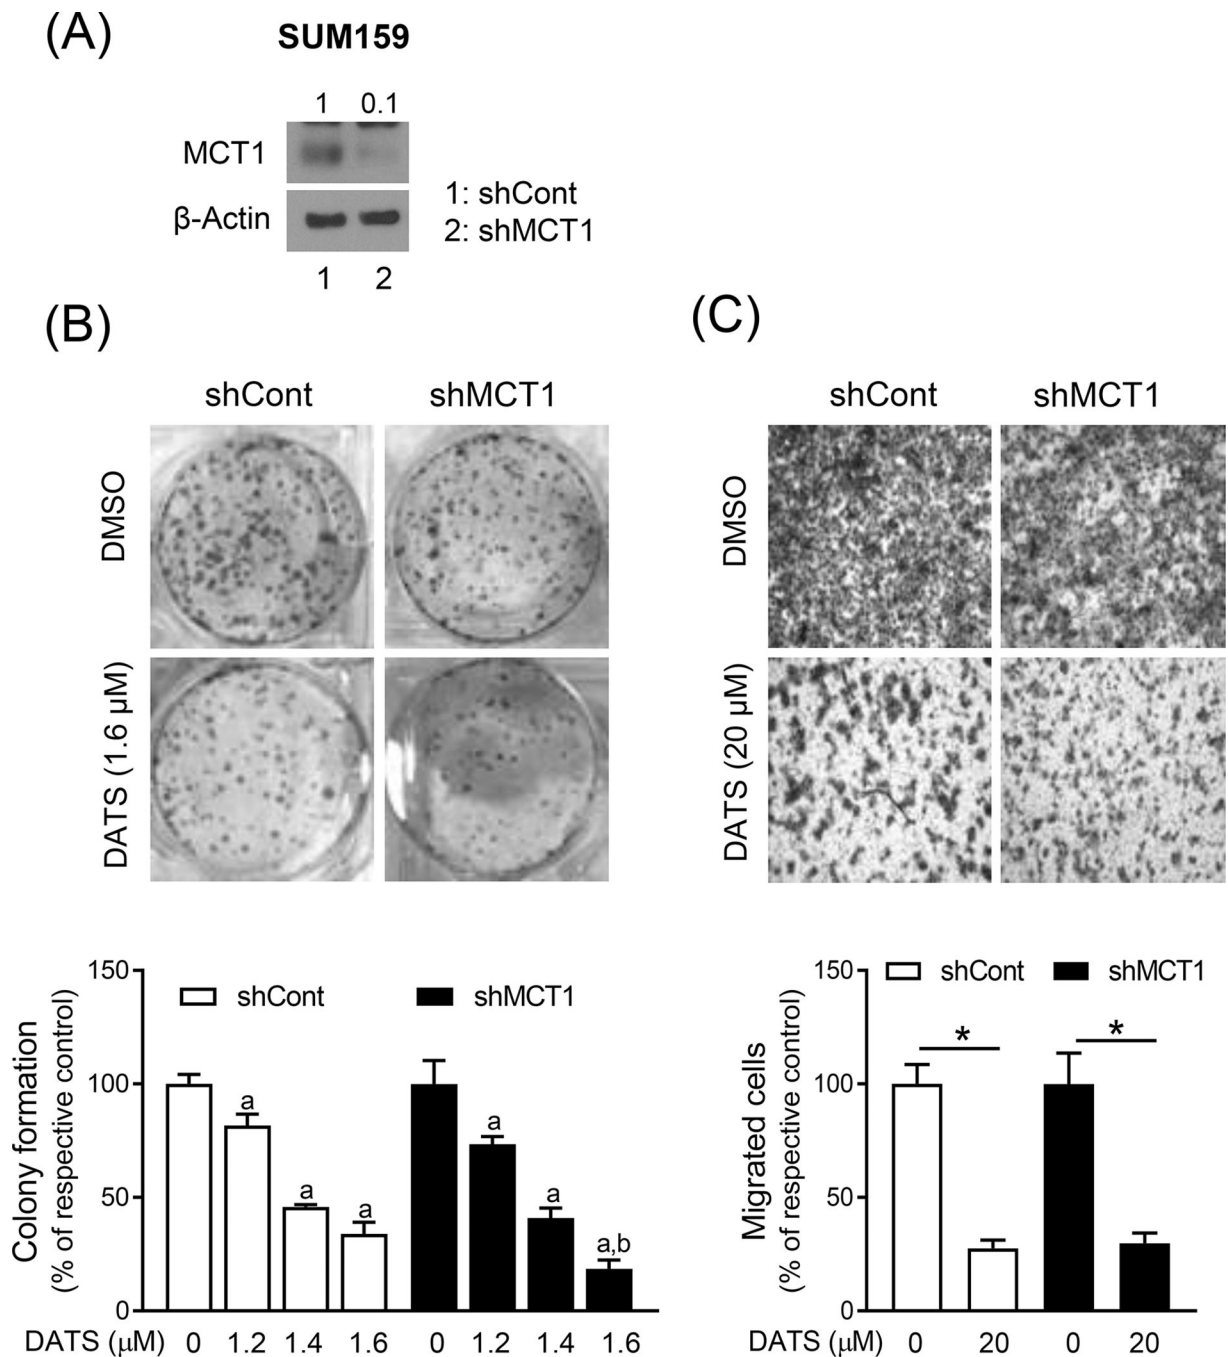 (A)
SUM159
1 0.1
MCT1
β-Actin
1: shCont
2: shMCT1
1 2
(B)
shCont shMCT1
DMSO
DATS (1.6 µM)
150
100
50
0
Colony formation
(% of respective control)
shCont shMCT1
a
a
a
a
a
a,b
DATS (µM) 0 1.2 1.4 1.6 0 1.2 1.4 1.6
(C)
shCont shMCT1
DMSO
DATS (20 µM)
150
100
50
0
Migrated cells
(% of respective control)
shCont shMCT1
* *
0 20 0 20